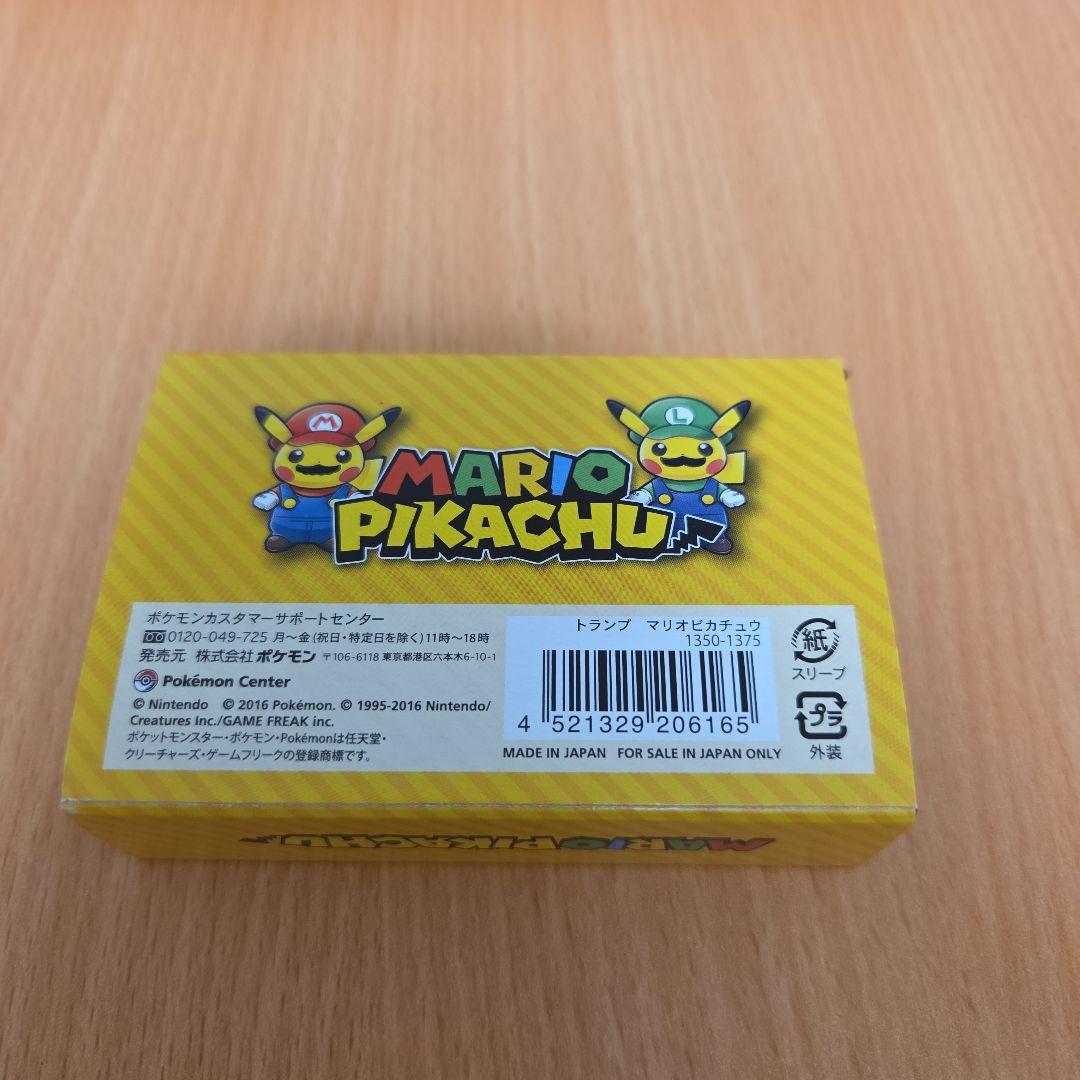 M
L
MARIO
PIKACHU
ポケモンカスタマーサポートセンター
0120-049-725 月～金(祝日・特定日を除く)11時～18時
発売元 株式会社ポケモン 〒106-6118 東京都港区六本木6-10-1
Pokémon Center
© Nintendo © 2016 Pokémon. © 1995-2016 Nintendo/
Creatures Inc./GAME FREAK inc.
ポケットモンスター・ポケモン・Pokémonは任天堂・
クリーチャーズ・ゲームフリークの登録商標です。
トランプ マリオピカチュウ
1350-1375
4 521329 206165
MADE IN JAPAN FOR SALE IN JAPAN ONLY
紙
スリーブ
プラ
外装
MARIO PIKACHU